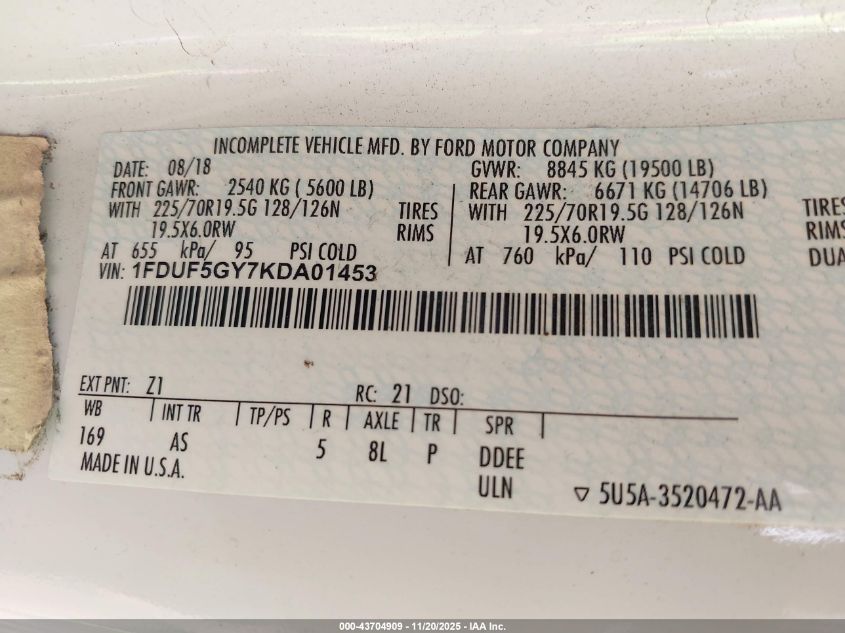 INCOMPLETE VEHICLE MFD. BY FORD MOTOR COMPANY
DATE: 08/18 GVWR: 8845 KG (19500 LB)
FRONT GAWR: 2540 KG ( 5600 LB) REAR GAWR: 6671 KG (14706 LB)
WITH 225/70R19.5G 128/126N TIRES WITH 225/70R19.5G 128/126N TIRES
19.5X6.0RW RIMS 19.5X6.0RW RIMS
AT 655 kPa/ 95 PSI COLD AT 760 kPa/ 110 PSI COLD DUA
VIN: 1FDUF5GY7KDA01453
EXT PNT: Z1 RC: 21 DSO:
WB INT TR TP/PS R AXLE TR SPR
169 AS 5 8L P DDEE
MADE IN U.S.A. ULN ▽ 5U5A-3520472-AA
000-43704909 - 11/20/2025 - IAA Inc.